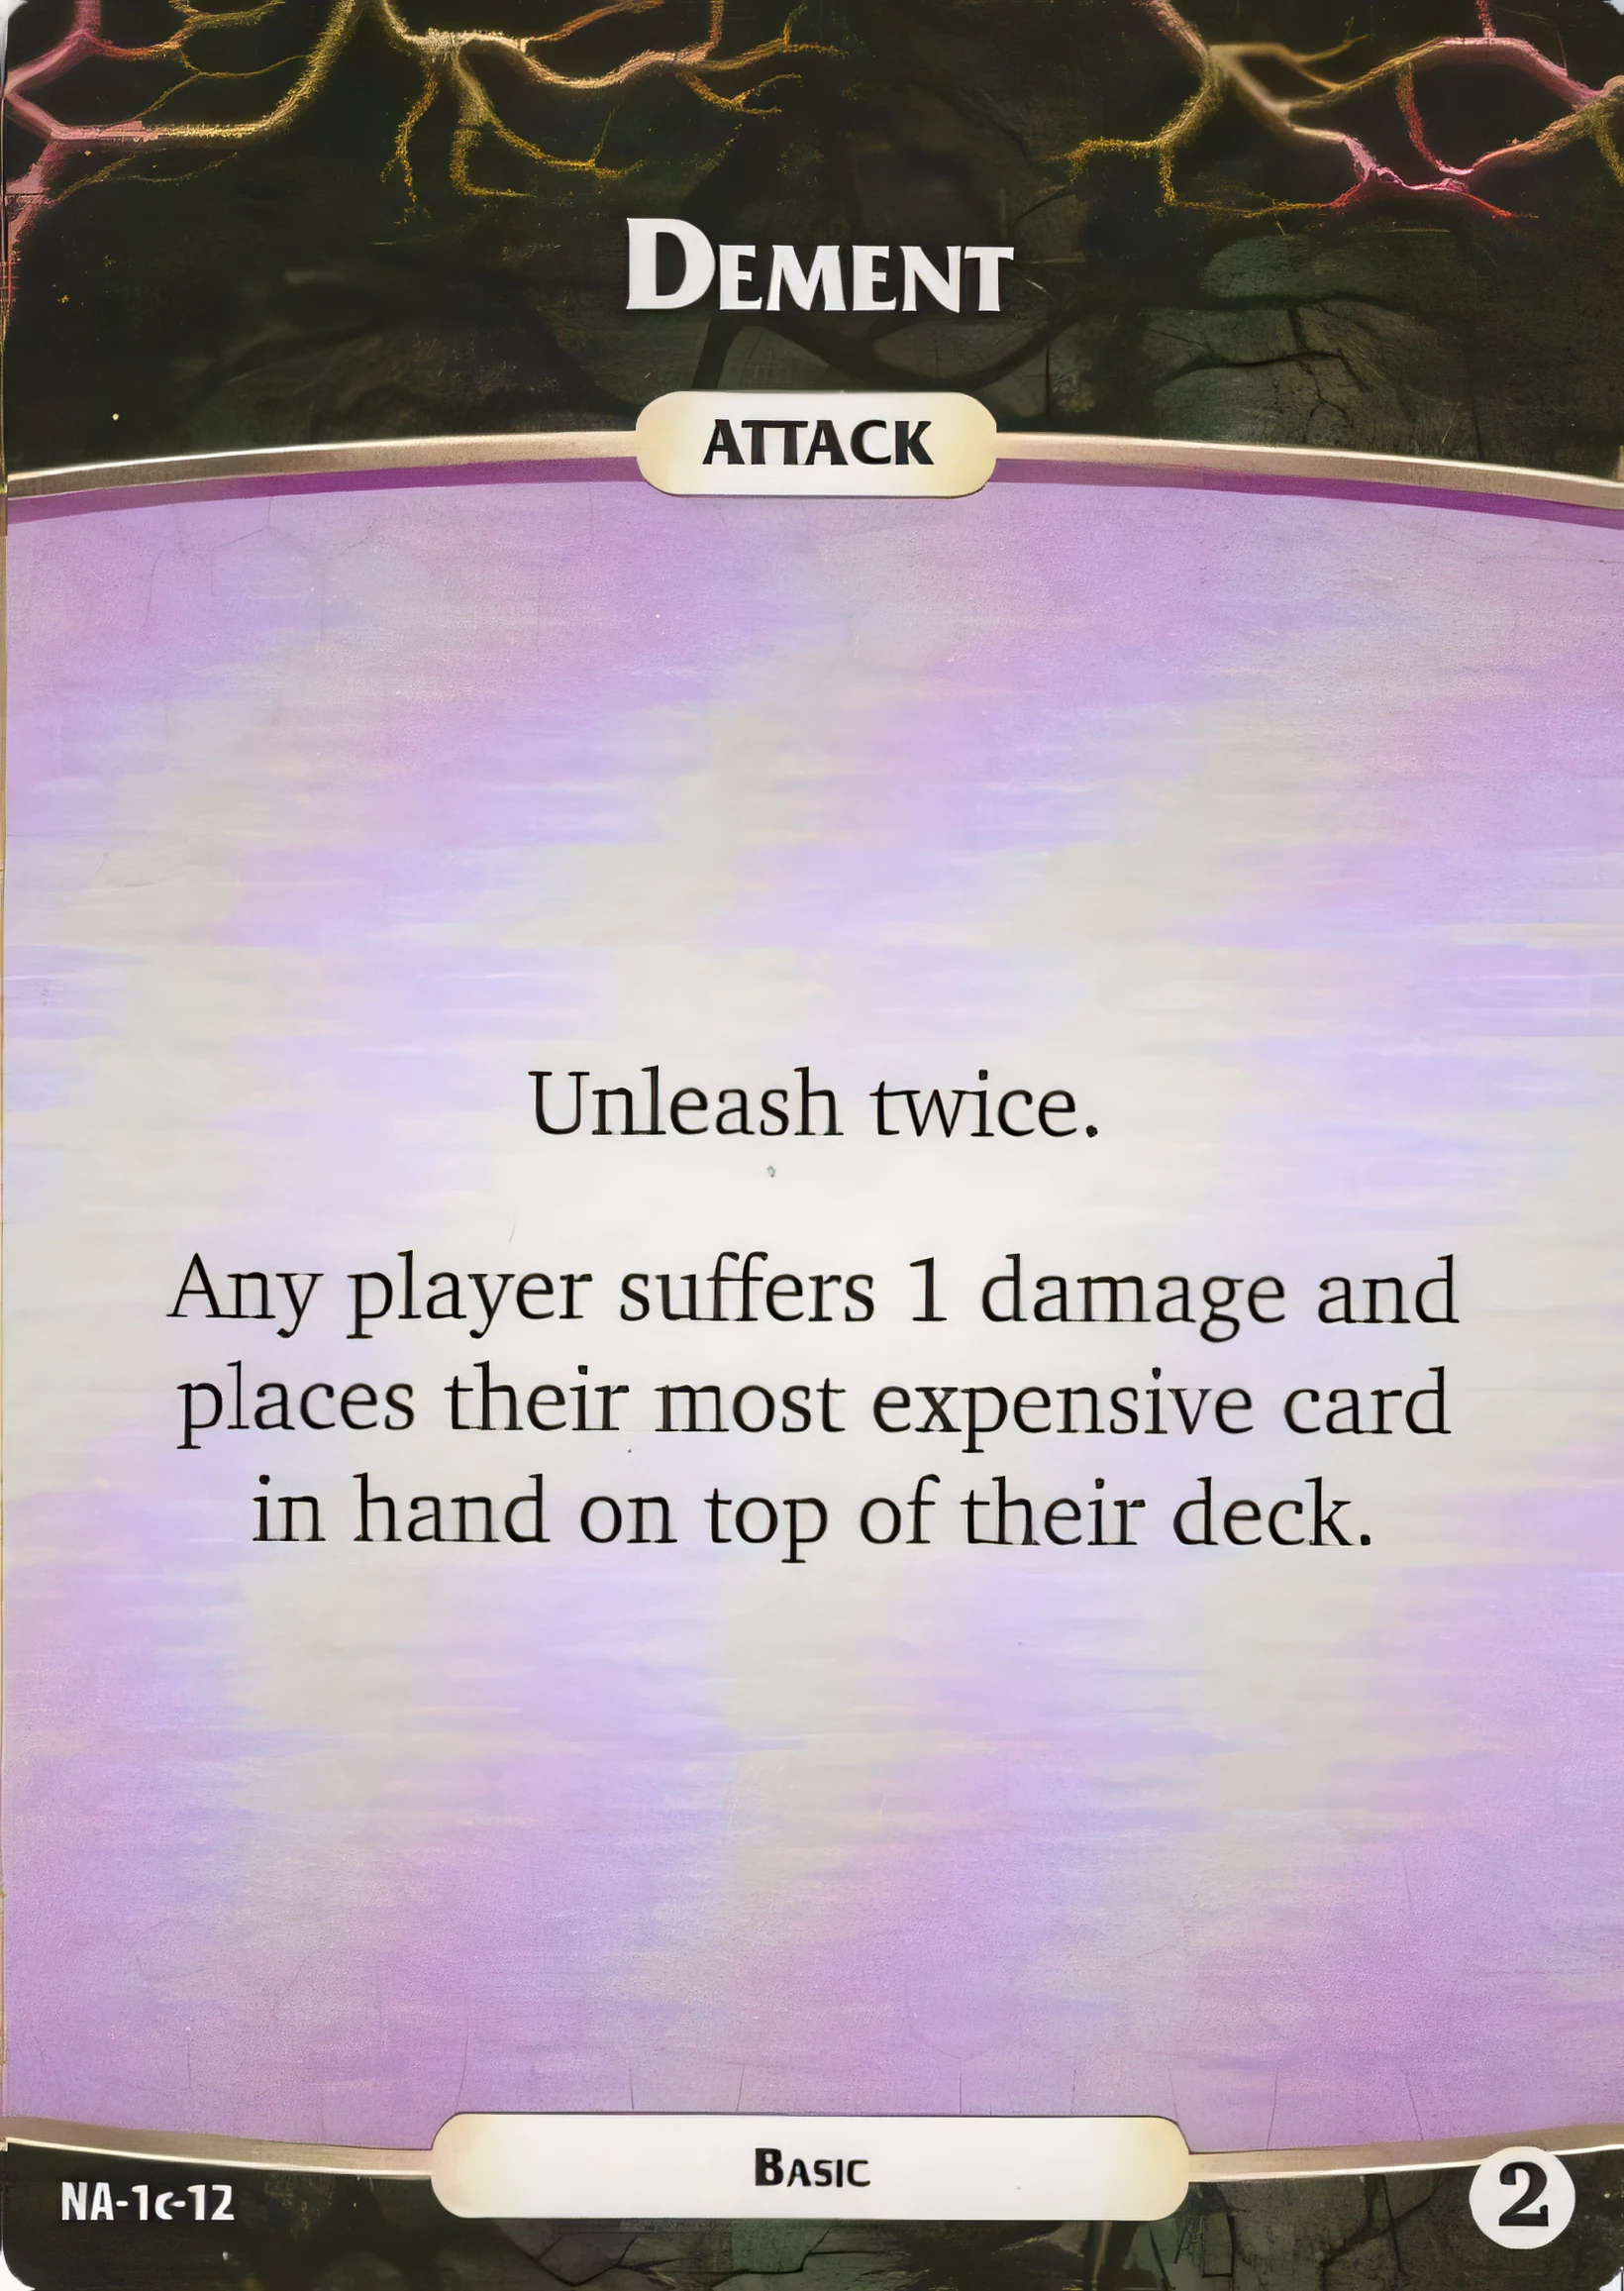 DEMENT
ATTACK
Unleash twice.
Any player suffers 1 damage and
places their most expensive card
in hand on top of their deck.
BASIC
NA-1c-12
2